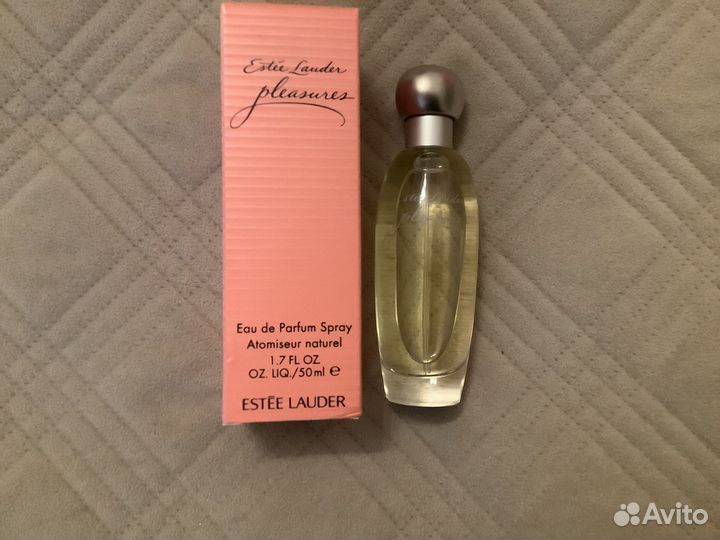 Estée Lauder
pleasures
Eau de Parfum Spray
Atomiseur naturel
1.7 FL OZ
OZ. LIQ./50ml ℮
ESTĒE LAUDER
Avito